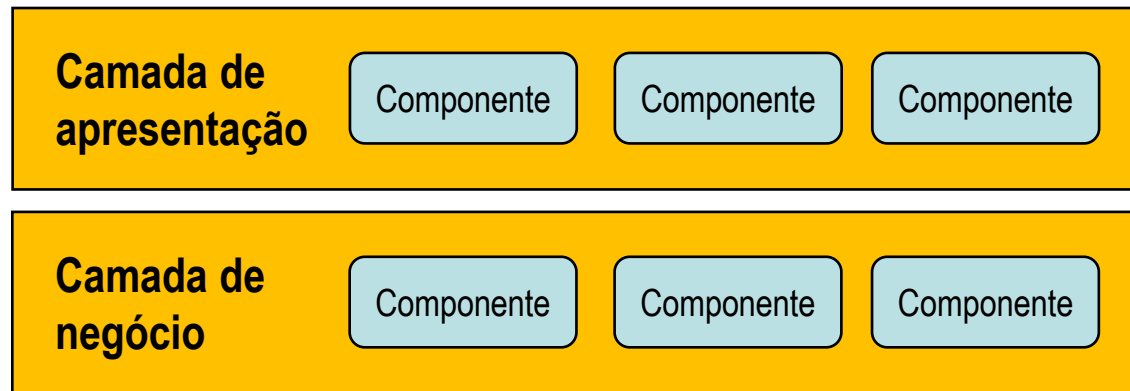 Camada de
apresentação
Componente
Componente
Componente
Camada de
negócio
Componente
Componente
Componente